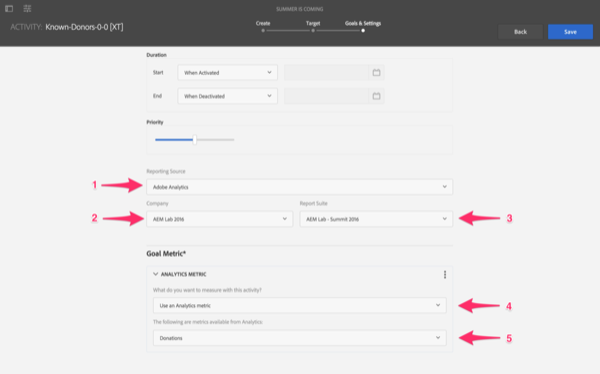 SUMMER IS COMING
ACTIVITY: Known-Donors-0-0 [XT]
Create Target Goals & Settings
Back Save
Duration
Start When Activated
End When Deactivated
Priority
Reporting Source
1 Adobe Analytics
Company Report Suite
2 AEM Lab 2016 AEM Lab - Summit 2016 3
Goal Metric*
ANALYTICS METRIC
What do you want to measure with this activity?
Use an Analytics metric 4
The following are metrics available from Analytics:
Donations 5